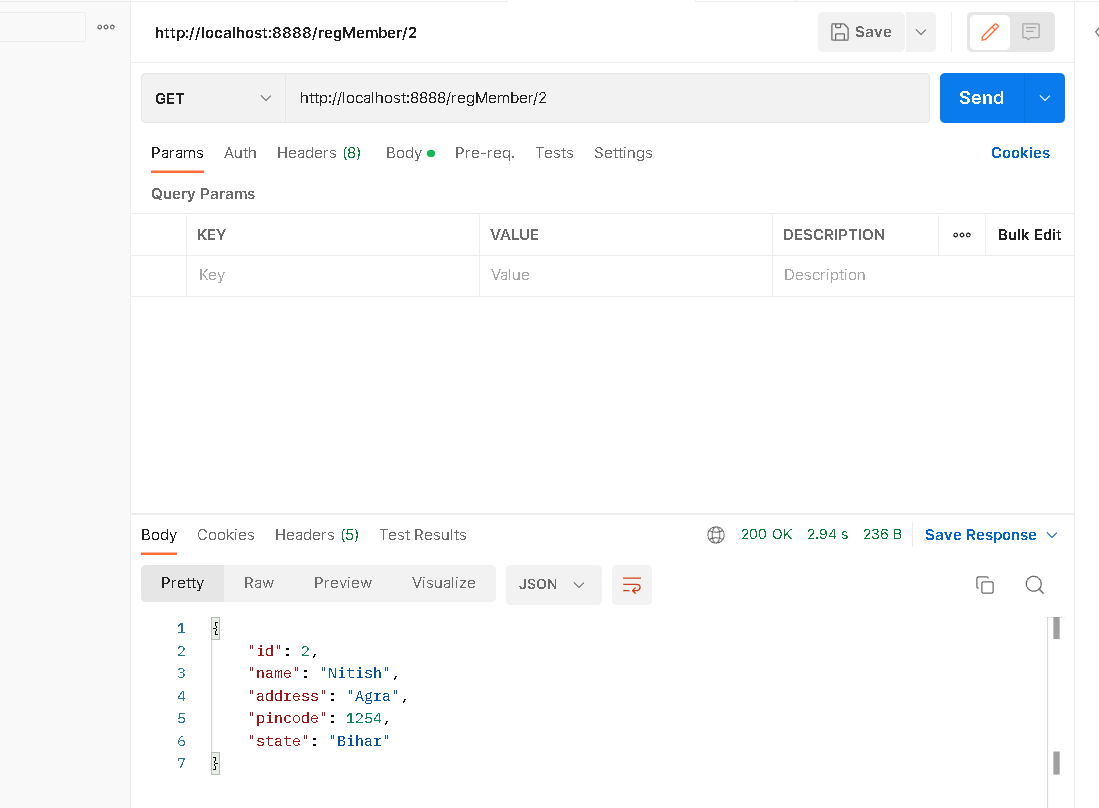 http://localhost:8888/regMember/2
Save
GET http://localhost:8888/regMember/2 Send
Params Auth Headers (8) Body Pre-req. Tests Settings Cookies
Query Params
KEY VALUE DESCRIPTION Bulk Edit
Key Value Description
Body Cookies Headers (5) Test Results 200 OK 2.94 s 236 B Save Response
Pretty Raw Preview Visualize JSON
1 {
2 "id": 2,
3 "name": "Nitish",
4 "address": "Agra",
5 "pincode": 1254,
6 "state": "Bihar"
7 }